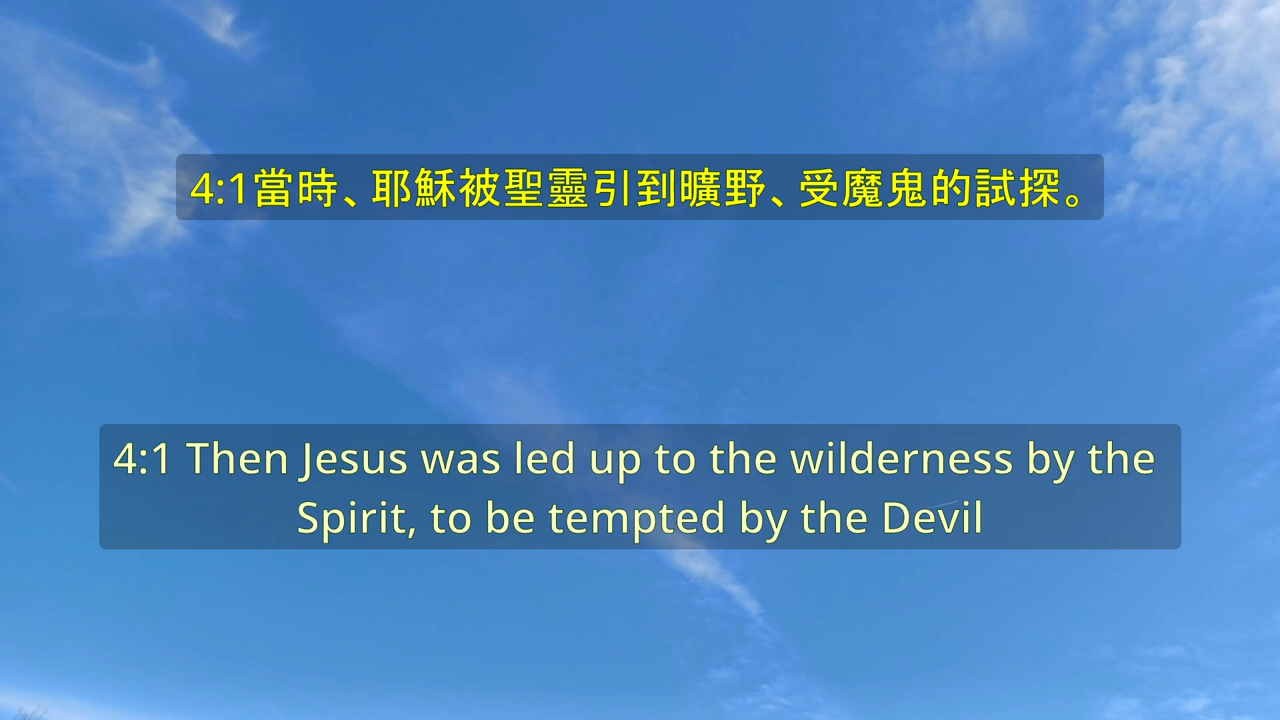 4:1當時、耶穌被聖靈引到曠野、受魔鬼的試探。
4:1 Then Jesus was led up to the wilderness by the
Spirit, to be tempted by the Devil